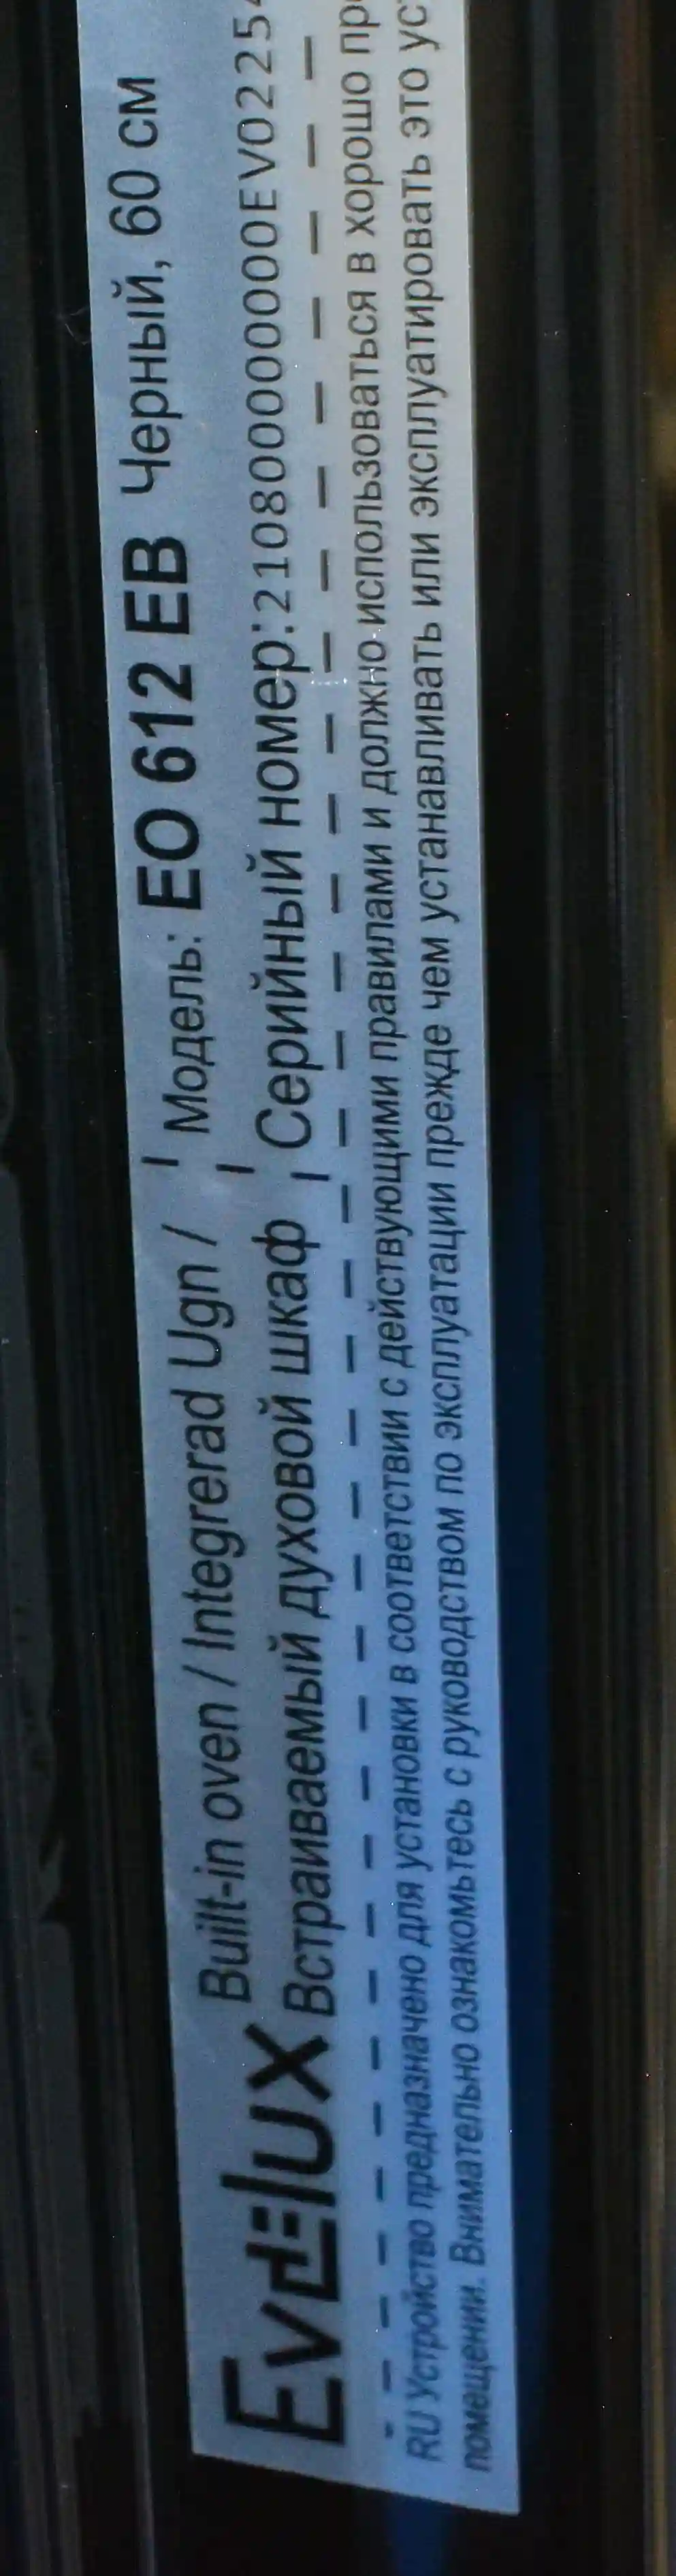 Evdelux
Built-in oven / Integrerad Ugn /
Встраиваемый духовой шкаф
Модель: EO 612 EB Черный, 60 см
Серийный номер:
RU Устройство предназначено для установки в соответствии с действующими правилами и должно использоваться в хорошо
помещении. Внимательно ознакомьтесь с руководством по эксплуатации прежде чем устанавливать или эксплуатировать это